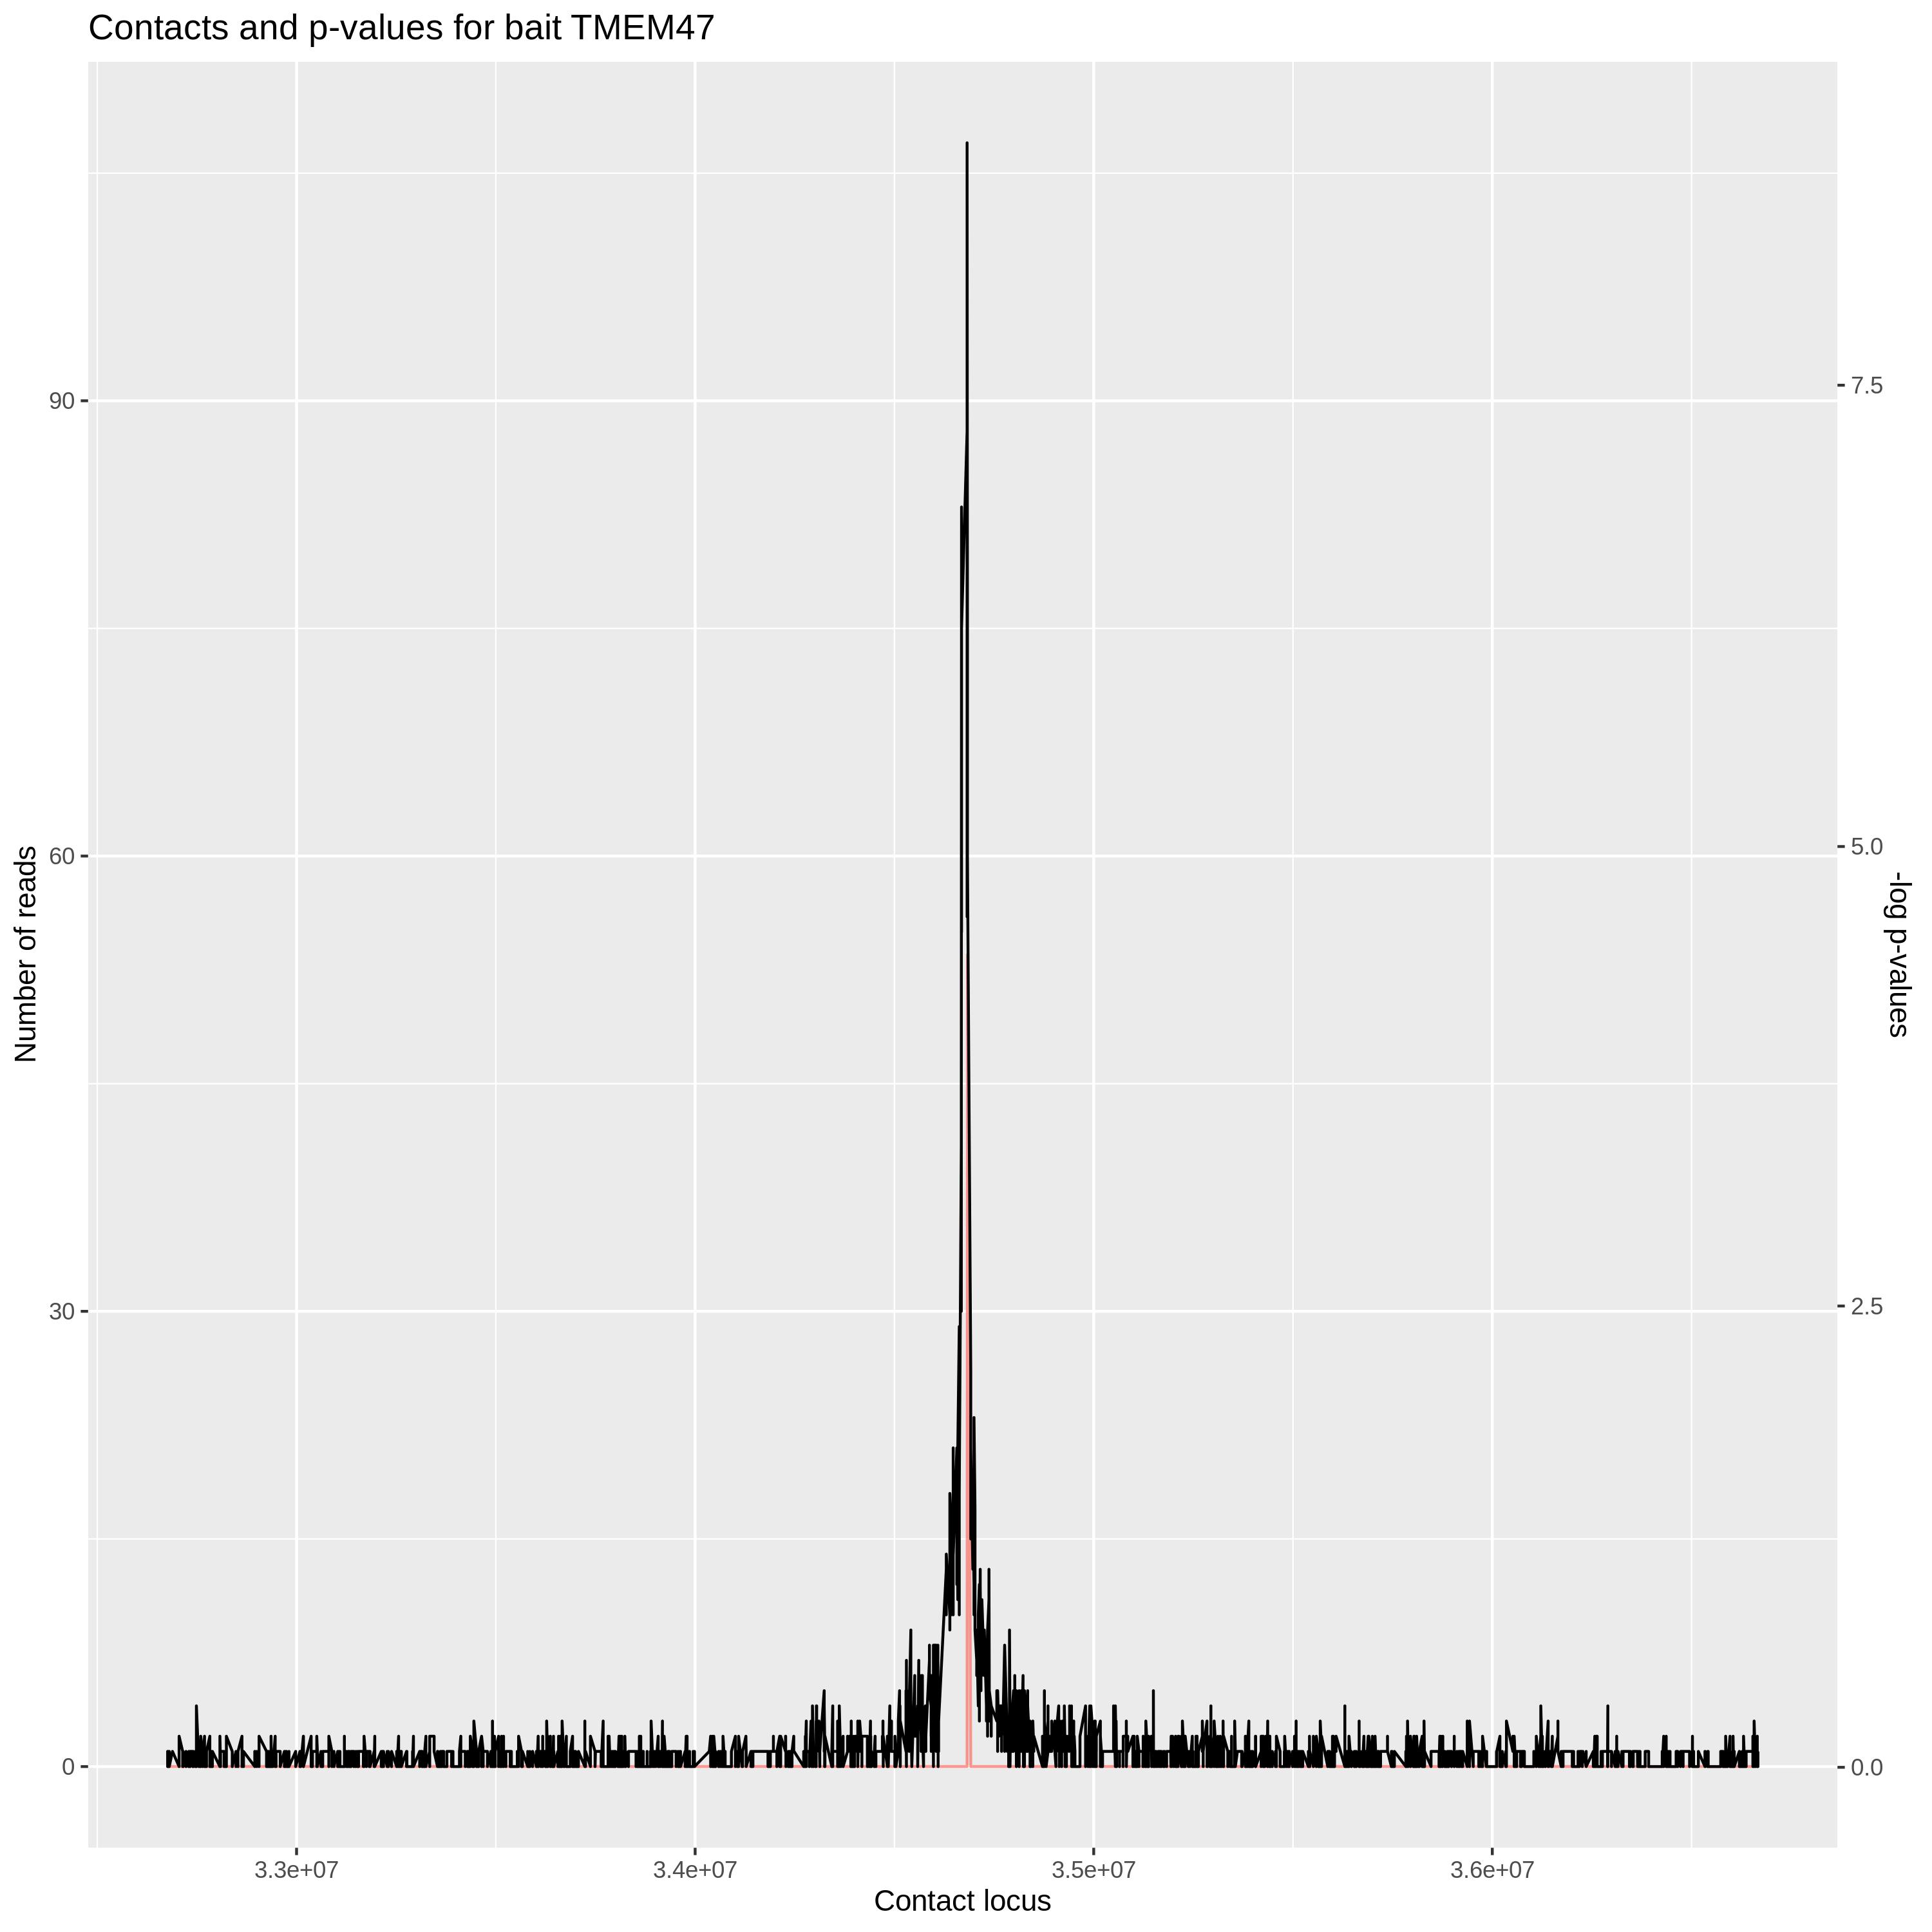 Contacts and p-values for bait TMEM47
90
60
30
0
Number of reads
7.5
5.0
2.5
0.0
-log p-values
3.3e+07 3.4e+07 3.5e+07 3.6e+07
Contact locus